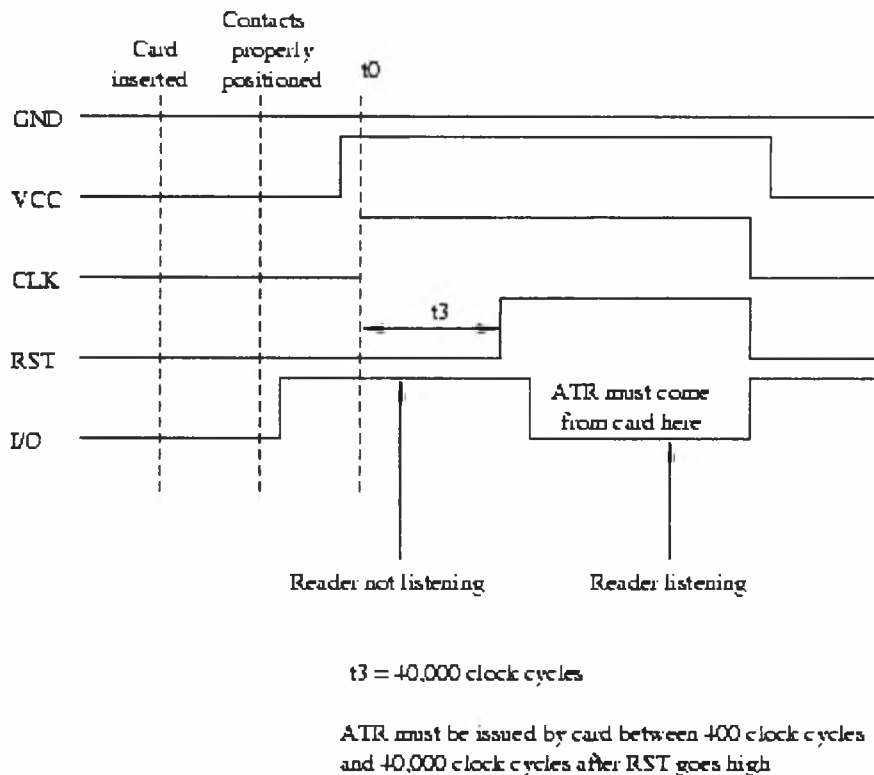 Contacts
Card properly
inserted positioned t0
GND
VCC
CLK
t3
RST
ATR must come
from card here
I/O
Reader not listening Reader listening
t3 = 40,000 clock cycles
ATR must be issued by card between 400 clock cycles
and 40,000 clock cycles after RST goes high